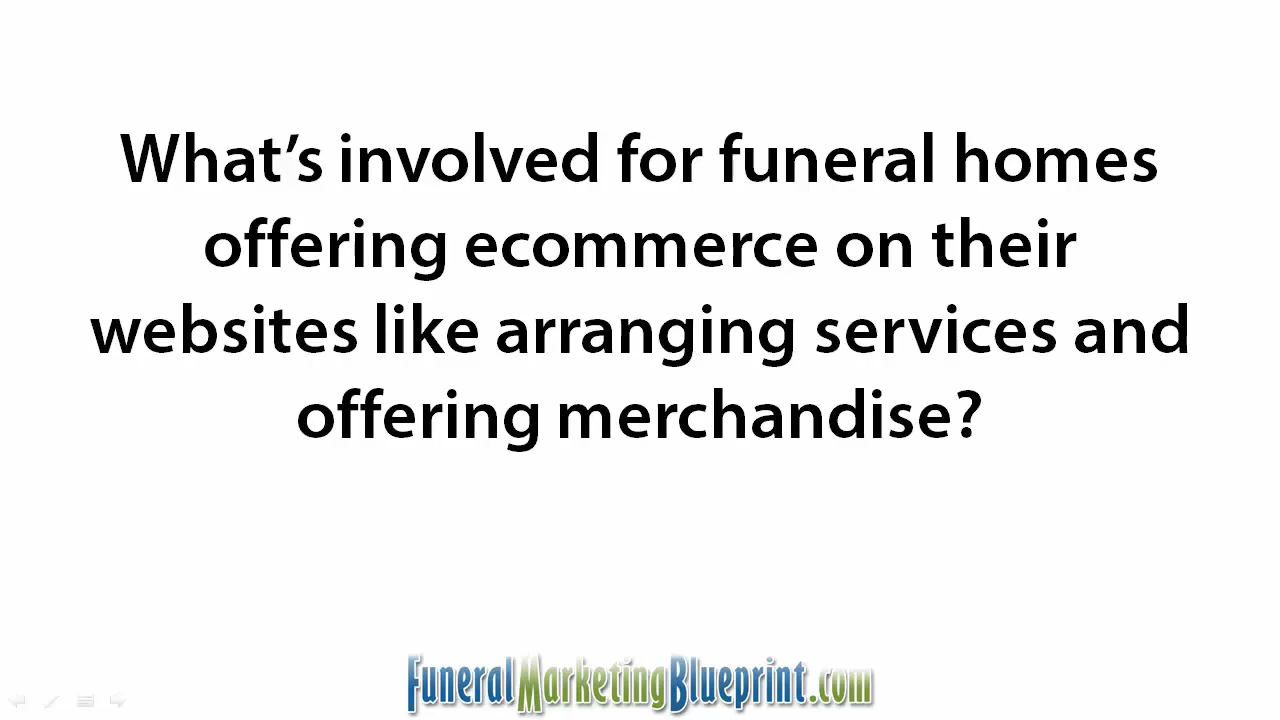 What’s involved for funeral homes
offering ecommerce on their
websites like arranging services and
offering merchandise?
FuneralMarketingBlueprint.com